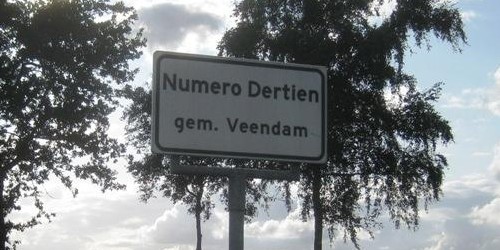 Numero Dertien
gem. Veendam